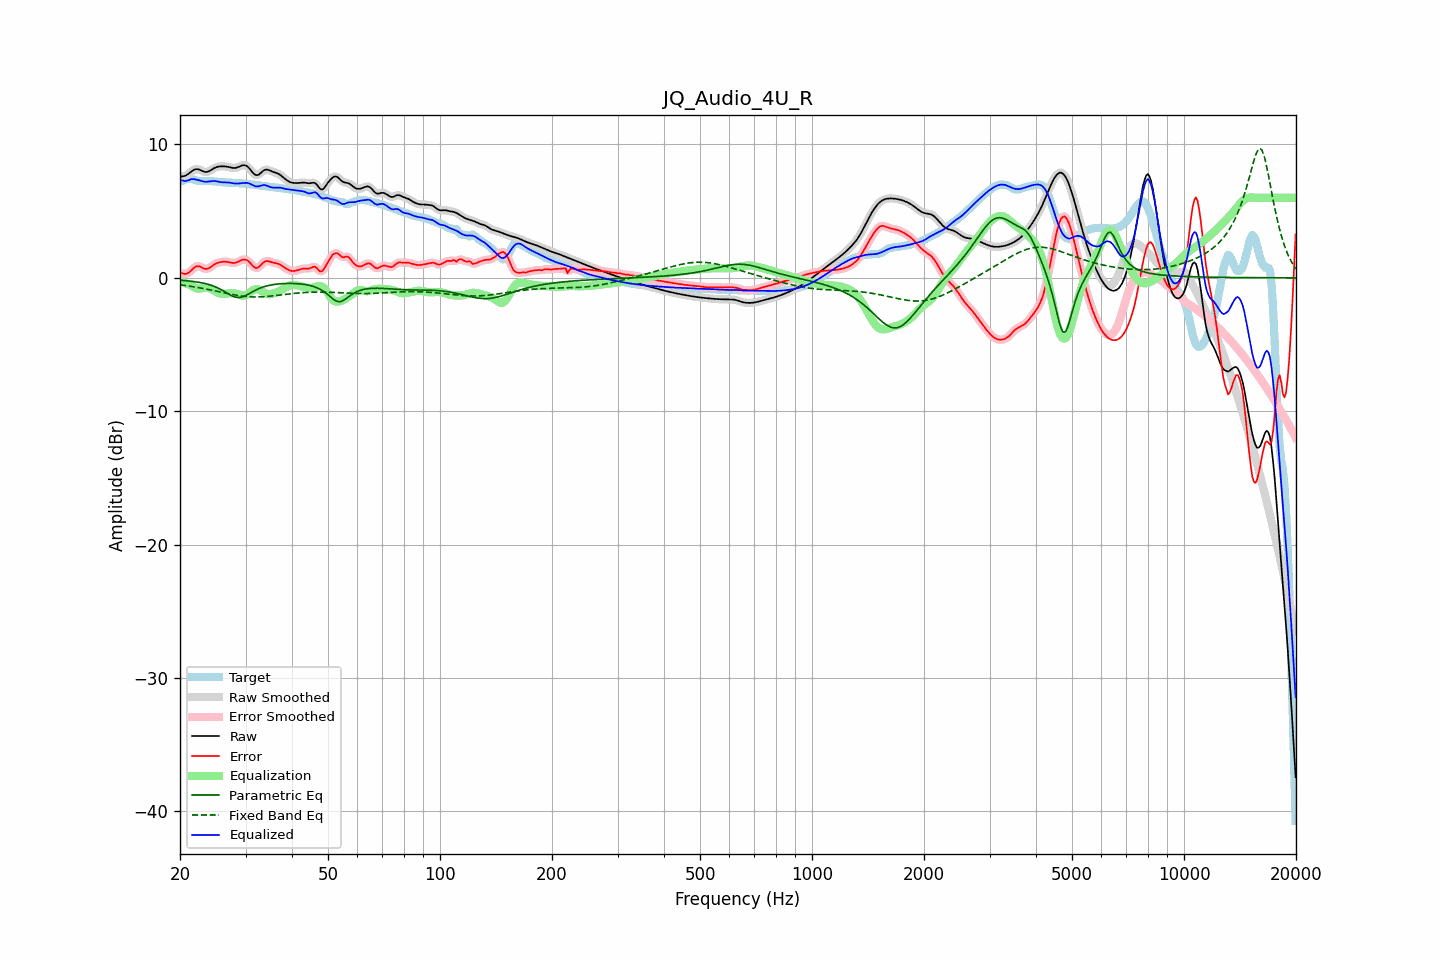 JQ_Audio_4U_R
10
0
−10
−20
−30
−40
Amplitude (dBr)
Target
Raw Smoothed
Error Smoothed
Raw
Error
Equalization
Parametric Eq
Fixed Band Eq
Equalized
20 50 100 200 500 1000 2000 5000 10000 20000
Frequency (Hz)